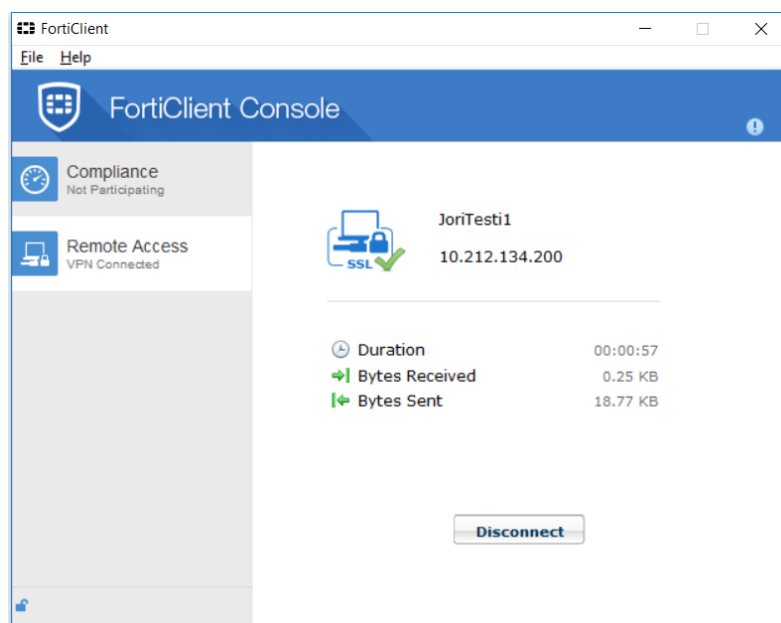 FortiClient
File Help
FortiClient Console
Compliance
Not Participating
Remote Access
VPN Connected
SSL
JoriTesti1
10.212.134.200
Duration 00:00:57
Bytes Received 0.25 KB
Bytes Sent 18.77 KB
Disconnect